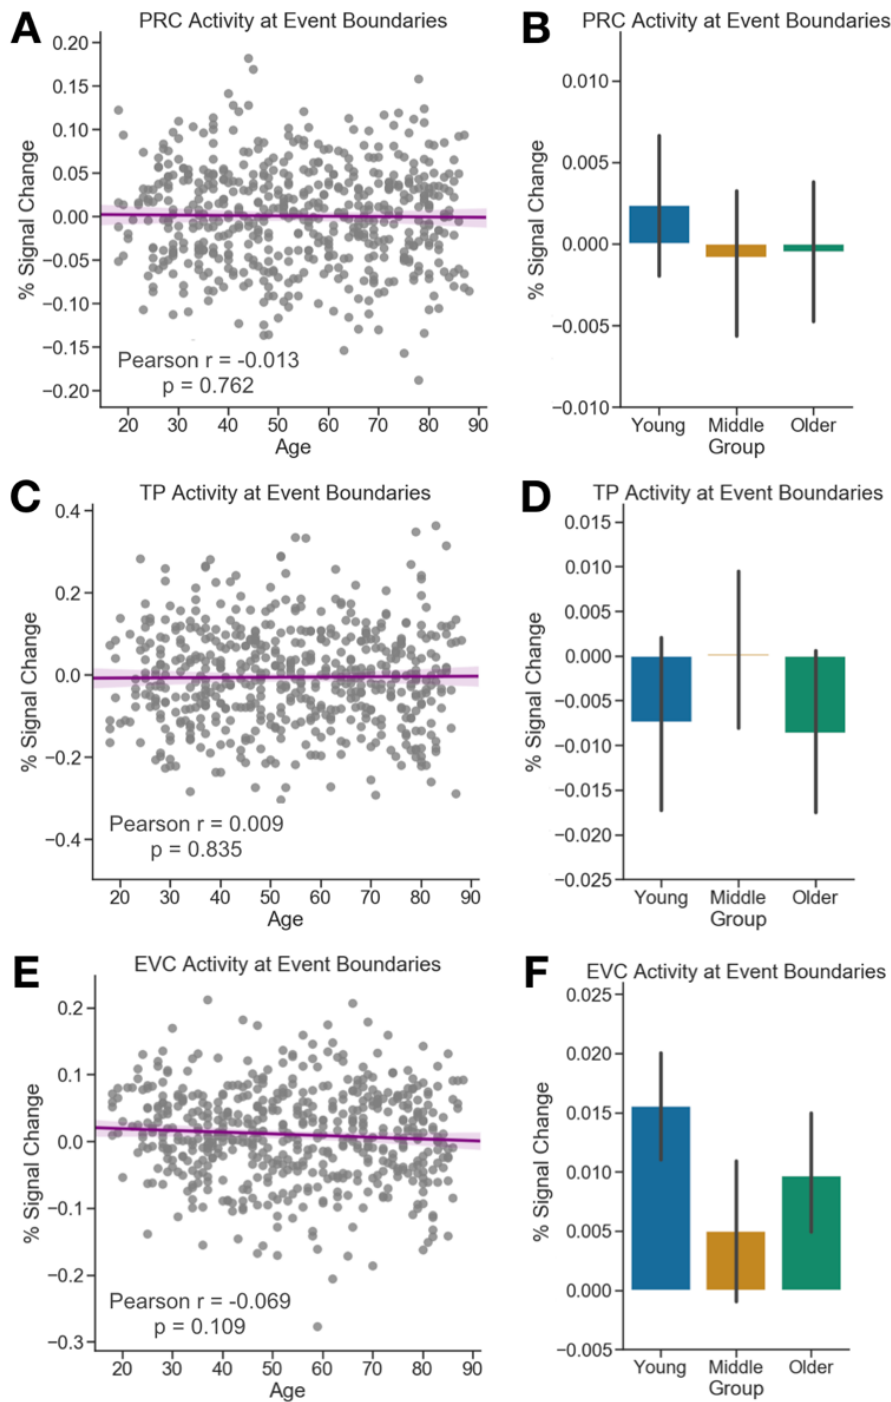 A
PRC Activity at Event Boundaries
0.20
0.15
0.10
0.05
0.00
−0.05
−0.10
−0.15
−0.20
% Signal Change
Pearson r = -0.013
p = 0.762
20 30 40 50 60 70 80 90
Age
B
PRC Activity at Event Boundaries
0.010
0.005
0.000
−0.005
−0.010
% Signal Change
Young Middle Older
Group
C
TP Activity at Event Boundaries
0.4
0.2
0.0
−0.2
−0.4
% Signal Change
Pearson r = 0.009
p = 0.835
20 30 40 50 60 70 80 90
Age
D
TP Activity at Event Boundaries
0.015
0.010
0.005
0.000
−0.005
−0.010
−0.015
−0.020
−0.025
% Signal Change
Young Middle Older
Group
E
EVC Activity at Event Boundaries
0.2
0.1
0.0
−0.1
−0.2
−0.3
% Signal Change
Pearson r = -0.069
p = 0.109
20 30 40 50 60 70 80 90
Age
F
EVC Activity at Event Boundaries
0.025
0.020
0.015
0.010
0.005
0.000
−0.005
% Signal Change
Young Middle Older
Group